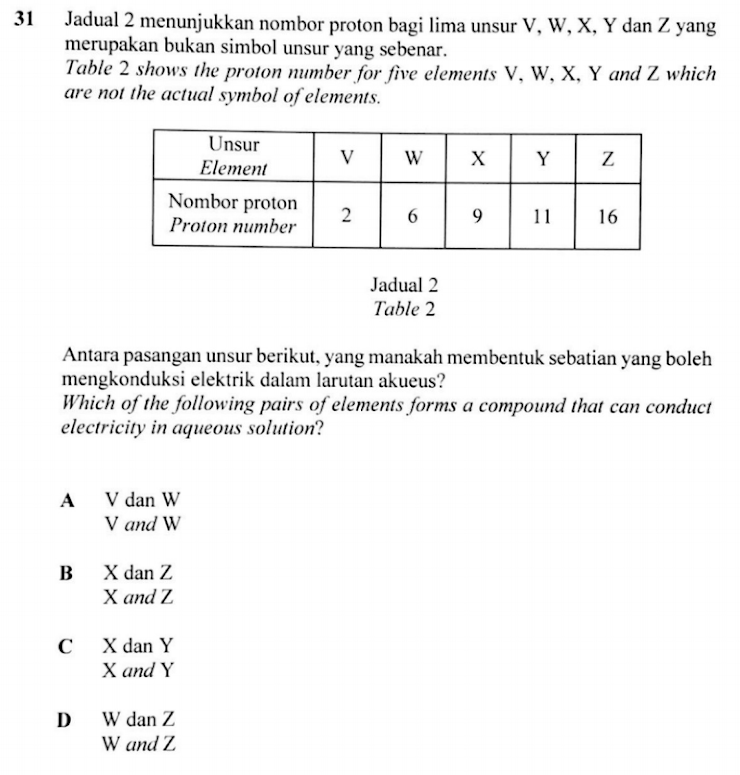 31 Jadual 2 menunjukkan nombor proton bagi lima unsur V, W, X, Y dan Z yang
merupakan bukan simbol unsur yang sebenar.
Table 2 shows the proton number for five elements V, W, X, Y and Z which
are not the actual symbol of elements.
Unsur
Element
V W X Y Z
Nombor proton
Proton number
2 6 9 11 16
Jadual 2
Table 2
Antara pasangan unsur berikut, yang manakah membentuk sebatian yang boleh
mengkonduksi elektrik dalam larutan akueus?
Which of the following pairs of elements forms a compound that can conduct
electricity in aqueous solution?
A V dan W
V and W
B X dan Z
X and Z
C X dan Y
X and Y
D W dan Z
W and Z